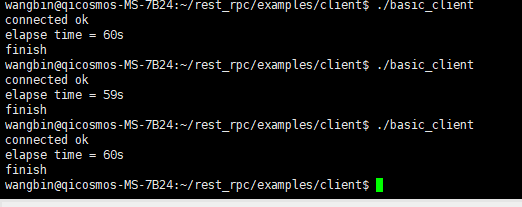 wangbin@qicosmos-MS-7B24:~/rest_rpc/examples/client$ ./basic_client
connected ok
elapse time = 60s
finish
wangbin@qicosmos-MS-7B24:~/rest_rpc/examples/client$ ./basic_client
connected ok
elapse time = 59s
finish
wangbin@qicosmos-MS-7B24:~/rest_rpc/examples/client$ ./basic_client
connected ok
elapse time = 60s
finish
wangbin@qicosmos-MS-7B24:~/rest_rpc/examples/client$